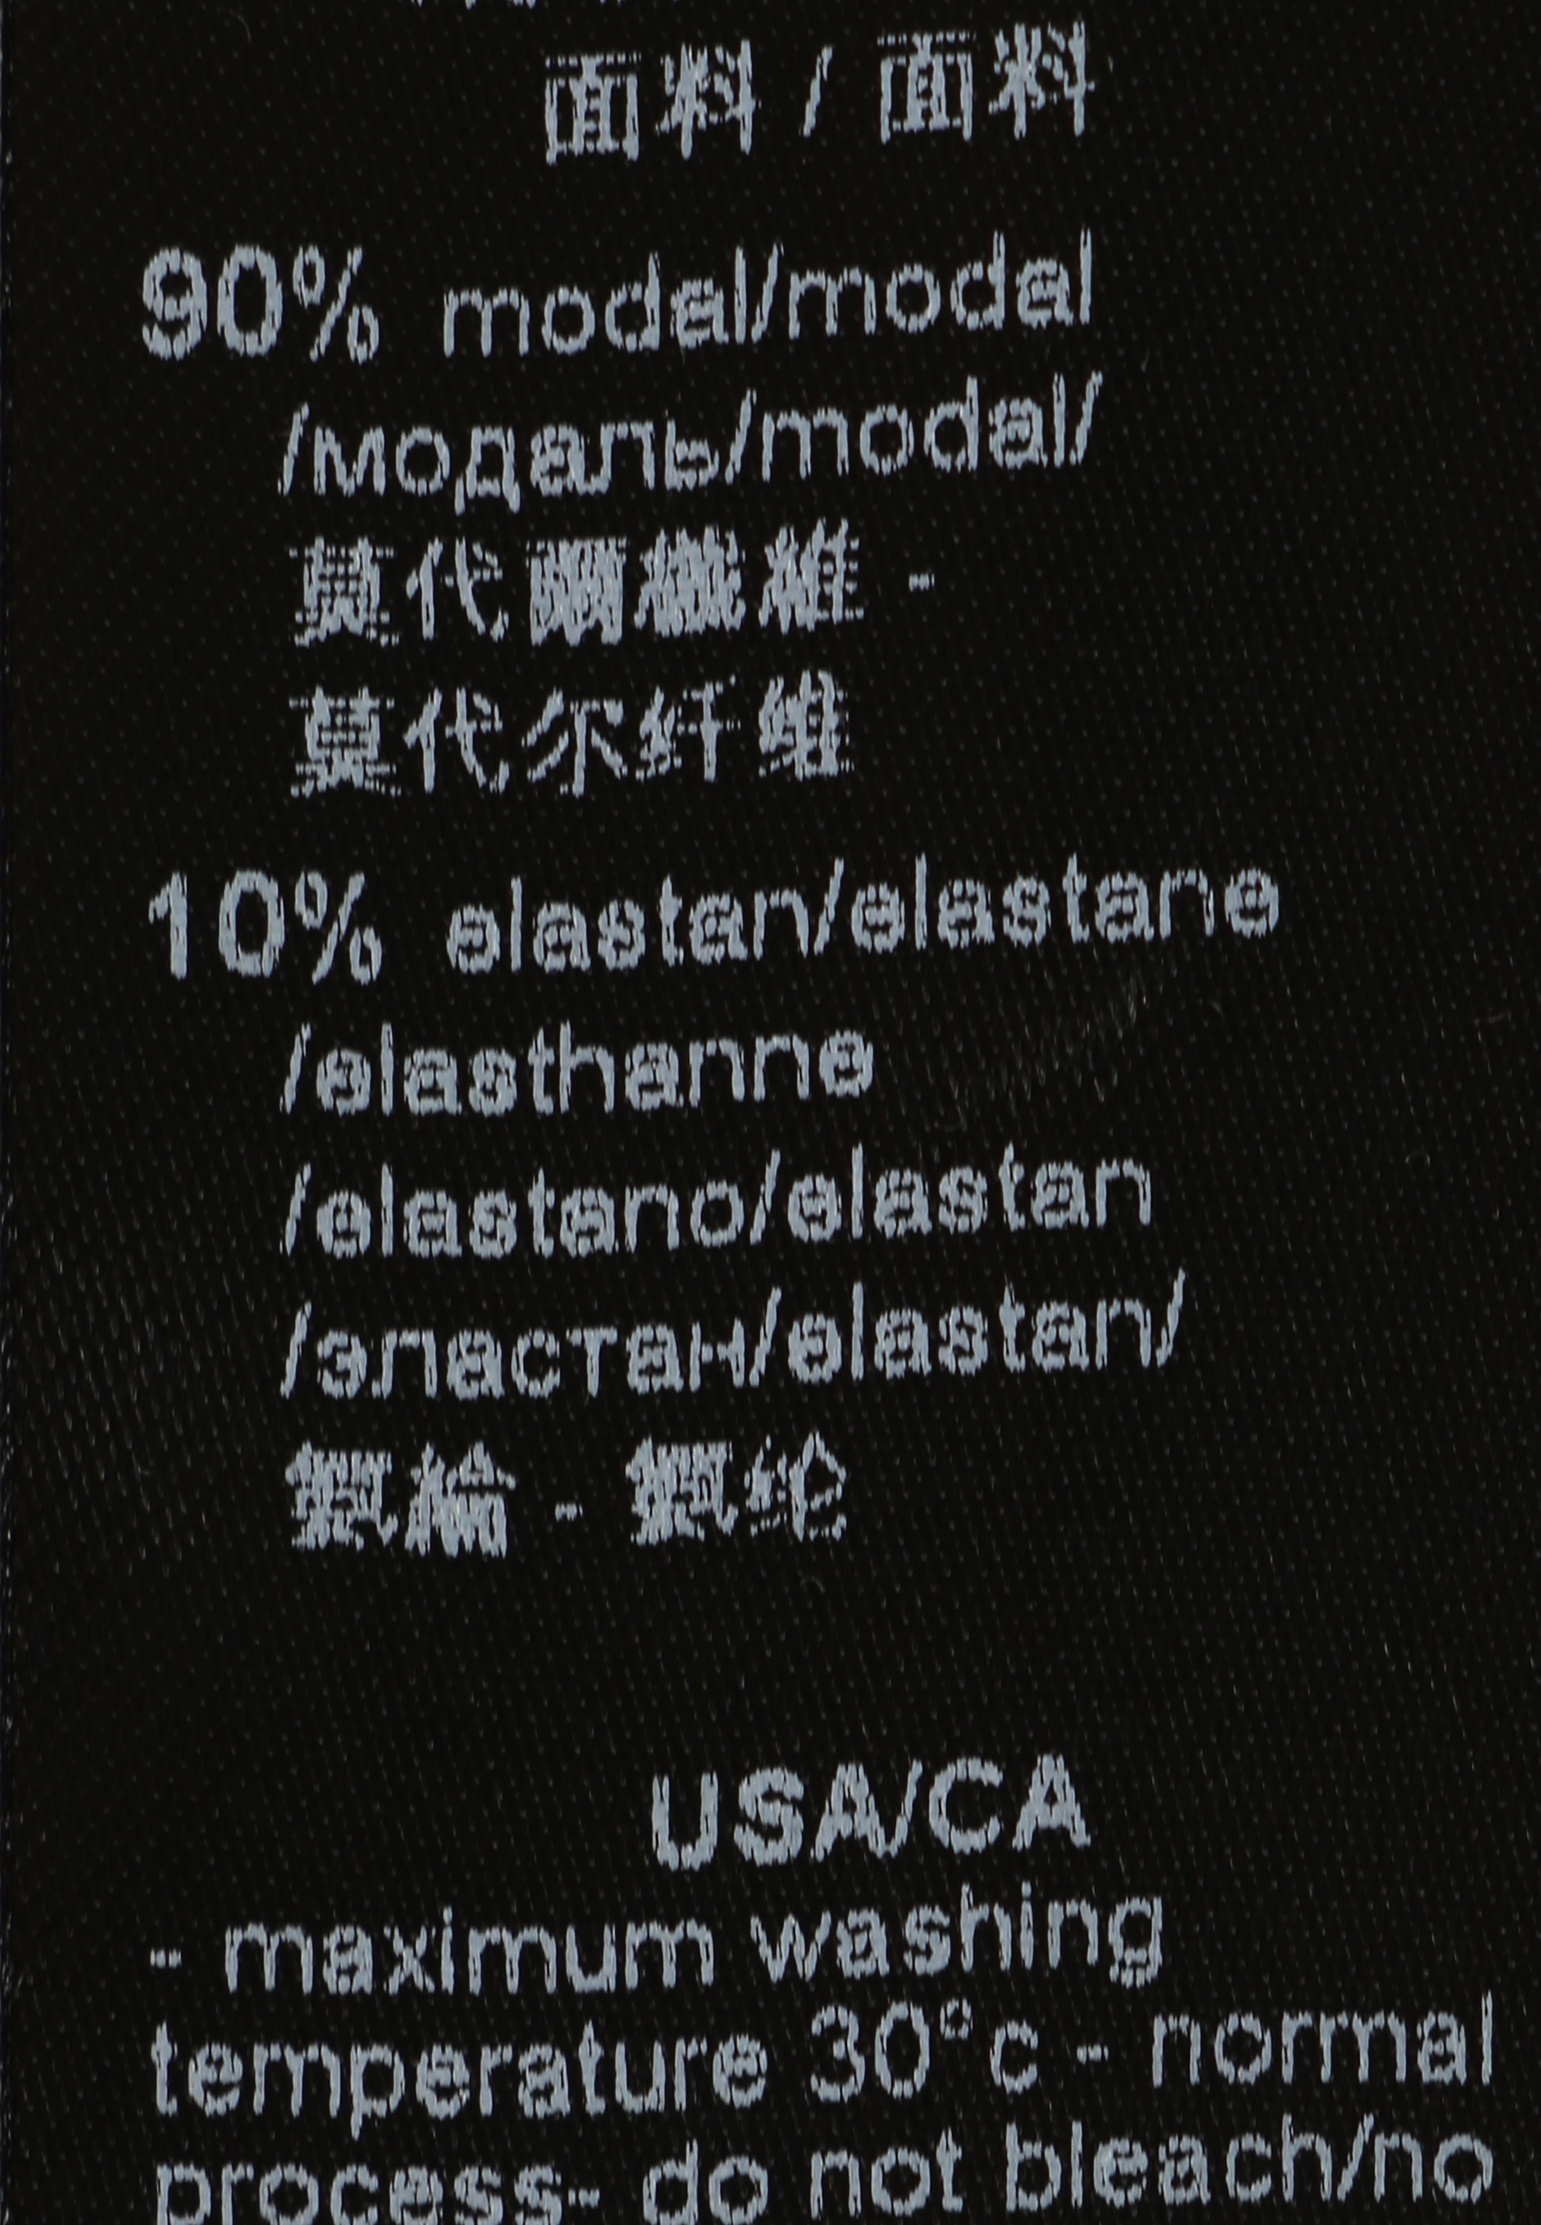 面料 / 面料
90% modal/modal
/модаль/modal/
莫代爾纖維 -
莫代尔纤维
10% elastan/elastane
/elasthanne
/elastano/elastan
/эластан/elastan/
氨綸 - 氨纶
USA/CA
- maximum washing
temperature 30°c - normal
process- do not bleach/no